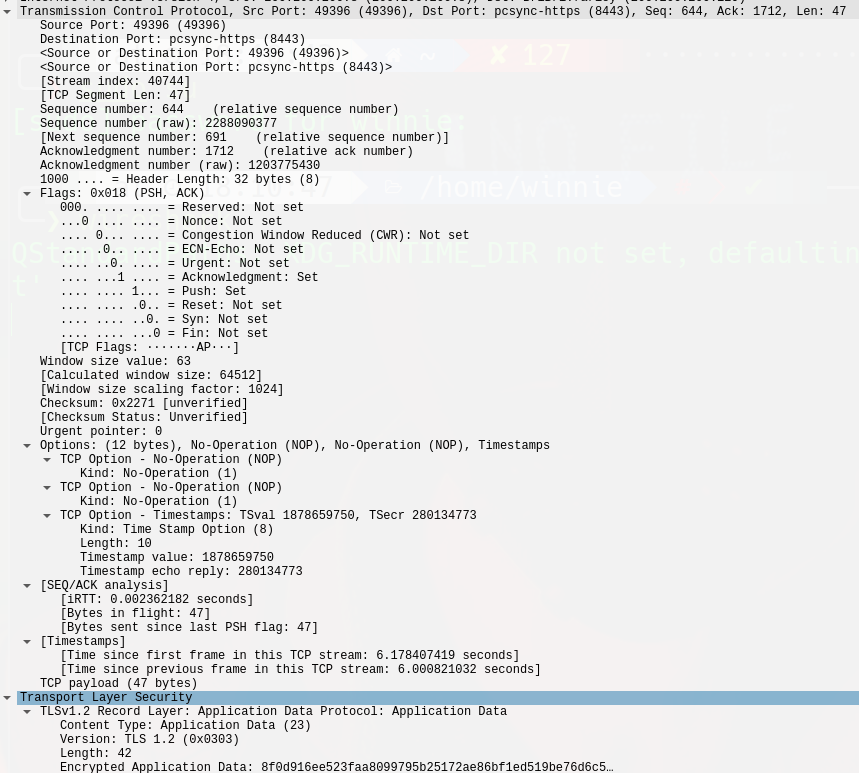 Transmission Control Protocol, Src Port: 49396 (49396), Dst Port: pcsync-https (8443), Seq: 644, Ack: 1712, Len: 47
Source Port: 49396 (49396)
Destination Port: pcsync-https (8443)
<Source or Destination Port: 49396 (49396)>
<Source or Destination Port: pcsync-https (8443)>
[Stream index: 40744]
[TCP Segment Len: 47]
Sequence number: 644    (relative sequence number)
Sequence number (raw): 2288090377
[Next sequence number: 691    (relative sequence number)]
Acknowledgment number: 1712    (relative ack number)
Acknowledgment number (raw): 1203775430
1000 .... = Header Length: 32 bytes (8)
Flags: 0x018 (PSH, ACK)
000. .... .... = Reserved: Not set
...0 .... .... = Nonce: Not set
.... 0... .... = Congestion Window Reduced (CWR): Not set
.... .0.. .... = ECN-Echo: Not set
.... ..0. .... = Urgent: Not set
.... ...1 .... = Acknowledgment: Set
.... .... 1... = Push: Set
.... .... .0.. = Reset: Not set
.... .... ..0. = Syn: Not set
.... .... ...0 = Fin: Not set
[TCP Flags: ·······AP···]
Window size value: 63
[Calculated window size: 64512]
[Window size scaling factor: 1024]
Checksum: 0x2271 [unverified]
[Checksum Status: Unverified]
Urgent pointer: 0
Options: (12 bytes), No-Operation (NOP), No-Operation (NOP), Timestamps
TCP Option - No-Operation (NOP)
Kind: No-Operation (1)
TCP Option - No-Operation (NOP)
Kind: No-Operation (1)
TCP Option - Timestamps: TSval 1878659750, TSecr 280134773
Kind: Time Stamp Option (8)
Length: 10
Timestamp value: 1878659750
Timestamp echo reply: 280134773
[SEQ/ACK analysis]
[iRTT: 0.002362182 seconds]
[Bytes in flight: 47]
[Bytes sent since last PSH flag: 47]
[Timestamps]
[Time since first frame in this TCP stream: 6.178407419 seconds]
[Time since previous frame in this TCP stream: 6.000821032 seconds]
TCP payload (47 bytes)
Transport Layer Security
TLSv1.2 Record Layer: Application Data Protocol: Application Data
Content Type: Application Data (23)
Version: TLS 1.2 (0x0303)
Length: 42
Encrypted Application Data: 8f0d916ee523faa8099795b25172ae86bf1ed519be76d6c5…
~ ✘ 127
winnie:
/home/winnie
RUNTIME_DIR not set, defaultin
t'